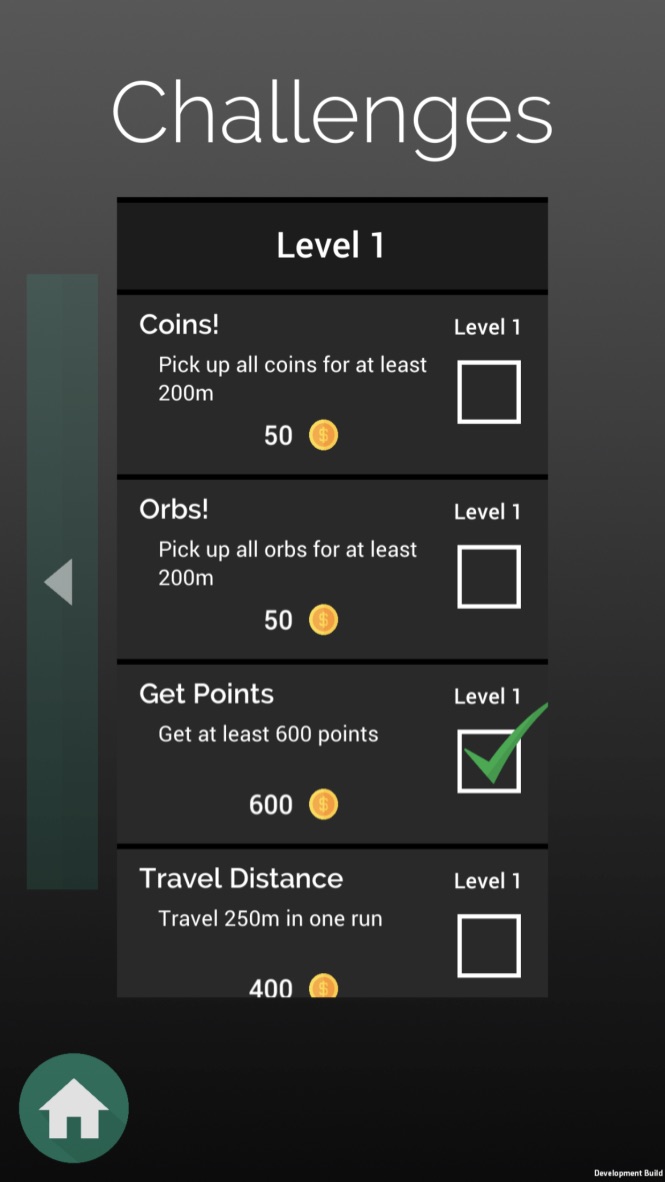 Challenges
Level 1
Coins!
Level 1
Pick up all coins for at least
200m
50
Orbs!
Level 1
Pick up all orbs for at least
200m
50
Get Points
Level 1
Get at least 600 points
600
Travel Distance
Level 1
Travel 250m in one run
400
Development Build